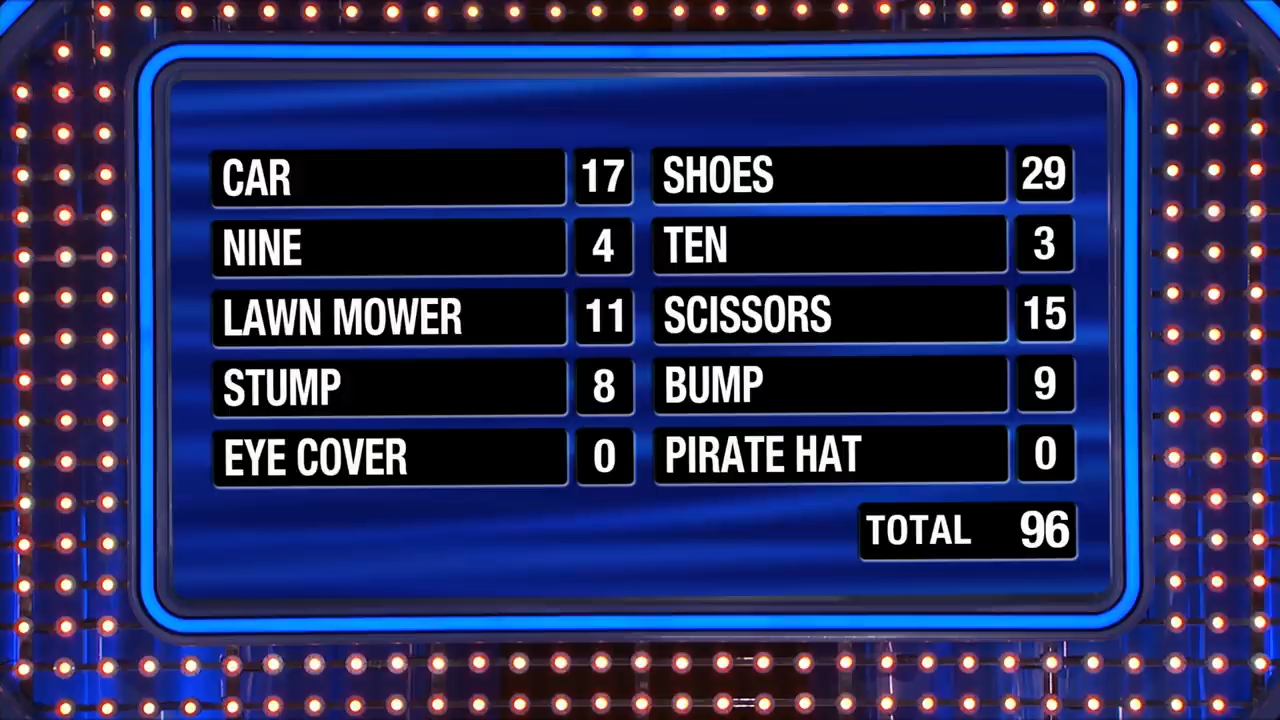 CAR 17 SHOES 29
NINE 4 TEN 3
LAWN MOWER 11 SCISSORS 15
STUMP 8 BUMP 9
EYE COVER 0 PIRATE HAT 0
TOTAL 96